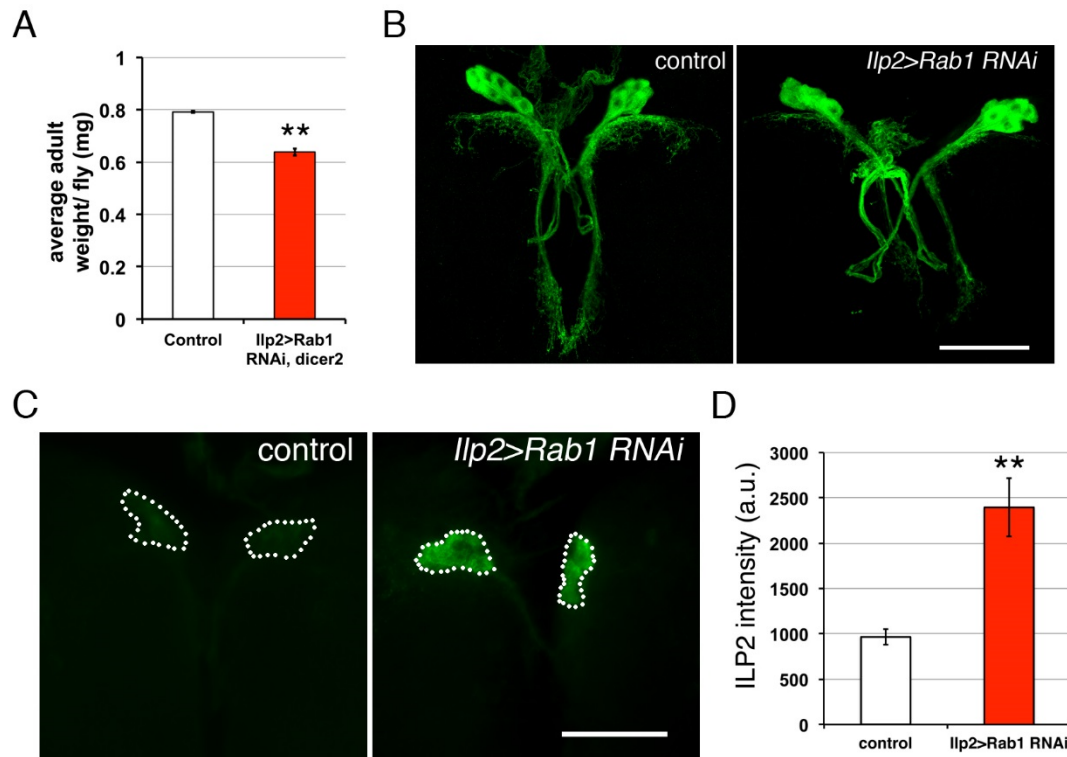 A
average adult
weight/ fly (mg)
1
0.8
0.6
0.4
0.2
0
**
Control
Ilp2>Rab1
RNAi, dicer2
B
control
Ilp2>Rab1 RNAi
C
control
Ilp2>Rab1 RNAi
D
ILP2 intensity (a.u.)
3000
2500
2000
1500
1000
500
0
**
control
Ilp2>Rab1 RNAi